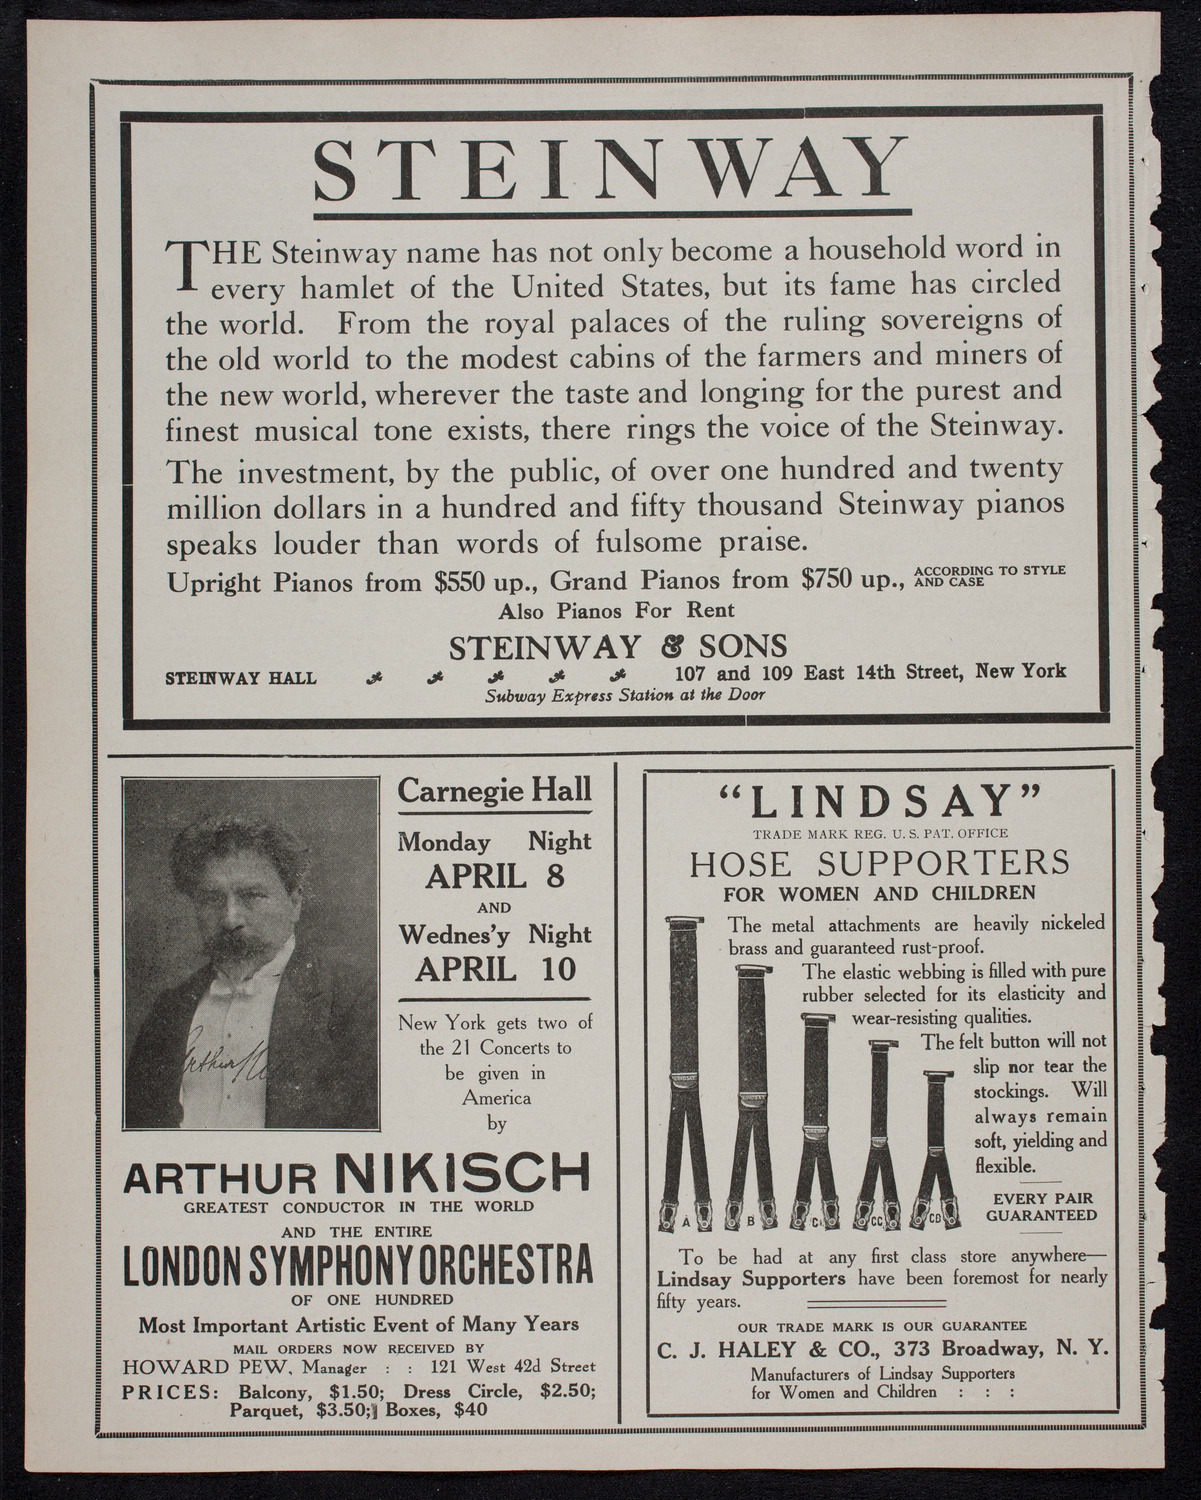 STEINWAY
THE Steinway name has not only become a household word in
every hamlet of the United States, but its fame has circled
the world. From the royal palaces of the ruling sovereigns of
the old world to the modest cabins of the farmers and miners of
the new world, wherever the taste and longing for the purest and
finest musical tone exists, there rings the voice of the Steinway.
The investment, by the public, of over one hundred and twenty
million dollars in a hundred and fifty thousand Steinway pianos
speaks louder than words of fulsome praise.
Upright Pianos from $550 up., Grand Pianos from $750 up., ACCORDING TO STYLE AND CASE
Also Pianos For Rent
STEINWAY & SONS
STEINWAY HALL 107 and 109 East 14th Street, New York
Subway Express Station at the Door
Carnegie Hall
Monday Night
APRIL 8
AND
Wednes'y Night
APRIL 10
New York gets two of
the 21 Concerts to
be given in
America
by
Arthur Ni
ARTHUR NIKISCH
GREATEST CONDUCTOR IN THE WORLD
AND THE ENTIRE
LONDON SYMPHONY ORCHESTRA
OF ONE HUNDRED
Most Important Artistic Event of Many Years
MAIL ORDERS NOW RECEIVED BY
HOWARD PEW, Manager : : 121 West 42d Street
PRICES: Balcony, $1.50; Dress Circle, $2.50;
Parquet, $3.50; Boxes, $40
"LINDSAY"
TRADE MARK REG. U. S. PAT. OFFICE
HOSE SUPPORTERS
FOR WOMEN AND CHILDREN
The metal attachments are heavily nickeled
brass and guaranteed rust-proof.
The elastic webbing is filled with pure
rubber selected for its elasticity and
wear-resisting qualities.
The felt button will not
slip nor tear the
stockings. Will
always remain
soft, yielding and
flexible.
EVERY PAIR
GUARANTEED
A B C CC CD
To be had at any first class store anywhere—
Lindsay Supporters have been foremost for nearly
fifty years.
OUR TRADE MARK IS OUR GUARANTEE
C. J. HALEY & CO., 373 Broadway, N. Y.
Manufacturers of Lindsay Supporters
for Women and Children : : :